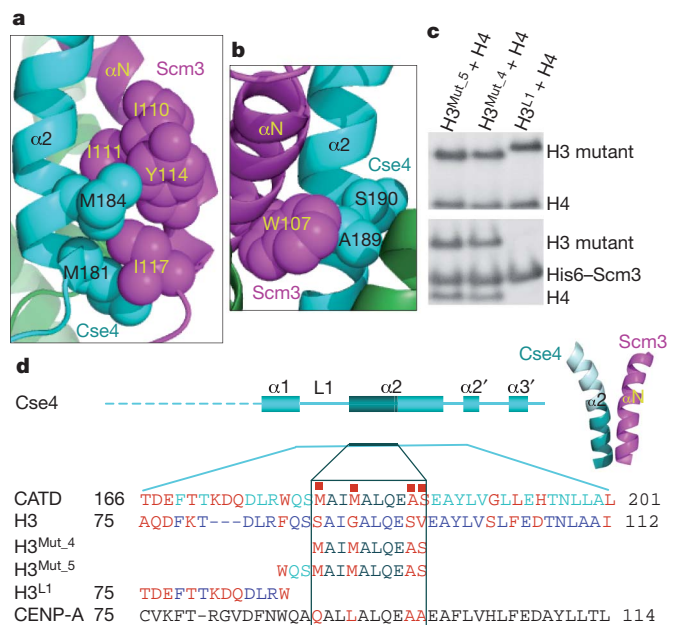 a
αN
Scm3
I110
α2
I111
Y114
M184
I117
M181
Cse4
b
αN
α2
Cse4
S190
W107
A189
Scm3
c
H3Mut_5 + H4
H3Mut_4 + H4
H3L1 + H4
H3 mutant
H4
H3 mutant
His6–Scm3
H4
d
Cse4
Scm3
α2
αN
α1 L1 α2 α2′ α3′
Cse4
CATD 166 TDEFTTKDQDLRWQSMAIMALQEASEAYLVGLLEHTNLLAL 201
H3 75 AQDFKT---DLRFQSSAIGALQESVEAYLVSLFEDTNLAAI 112
H3Mut_4 MAIMALQEAS
H3Mut_5 WQSMAIMALQEAS
H3L1 75 TDEFTTKDQDLRW
CENP-A 75 CVKFT-RGVDFNWQAQALLALQEAAEAFLVHLFEDAYLLTL 114